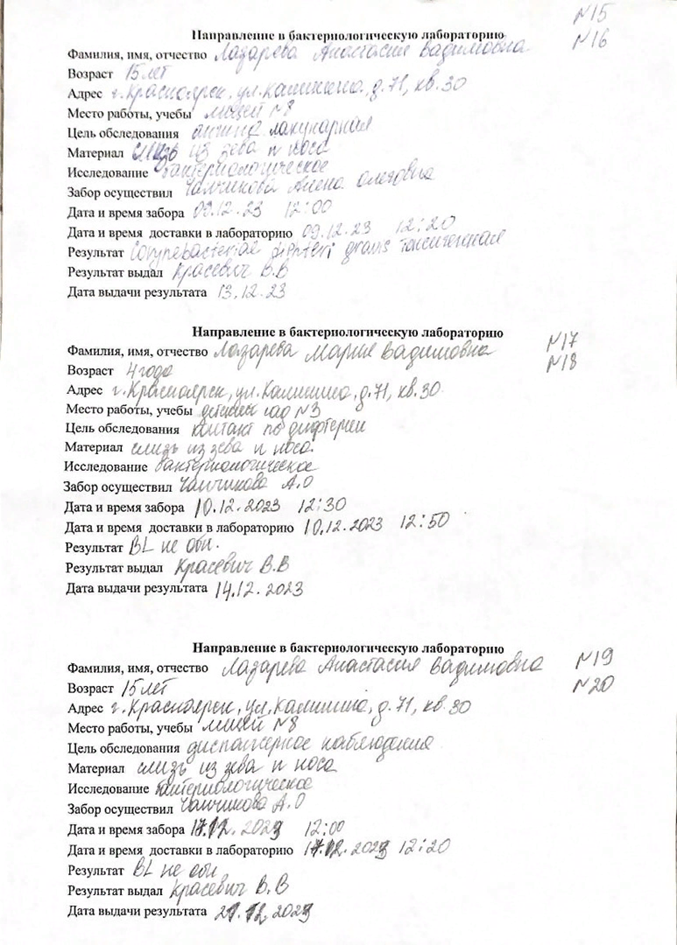 N15
Направление в бактериологическую лабораторию
N16
Фамилия, имя, отчество Лазарева Анастасия Вадимовна
Возраст 15 лет
Адрес г. Красноярск, ул. Калинина, д. 71, кв. 30
Место работы, учебы лицей N8
Цель обследования ангина лакунарная
Материал слизь из зева и носа
Исследование бактериологическое
Забор осуществил Чанчикова Алена Олеговна
Дата и время забора 09.12.23 12:00
Дата и время доставки в лабораторию 09.12.23 12:20
Результат gravis токсигенная
Результат выдал Красевич В.В
Дата выдачи результата 13.12.23
Направление в бактериологическую лабораторию
N17
Фамилия, имя, отчество Лазарева Мария Вадимовна
N18
Возраст 4 года
Адрес г. Красноярск, ул. Калинина, д. 71, кв. 30
Место работы, учебы детский сад N3
Цель обследования контакт по дифтерии
Материал слизь из зева и носа.
Исследование бактериологическое
Забор осуществил Чанчикова А.О
Дата и время забора 10.12.2023 12:30
Дата и время доставки в лабораторию 10.12.2023 12:50
Результат BL не обн.
Результат выдал Красевич В.В
Дата выдачи результата 14.12.2023
Направление в бактериологическую лабораторию
Фамилия, имя, отчество Лазарева Анастасия Вадимовна N19
Возраст 15 лет N20
Адрес г. Красноярск, ул. Калинина, д. 71, кв. 30
Место работы, учебы лицей N8
Цель обследования диспансерное наблюдения
Материал слизь из зева и носа
Исследование бактериологическое
Забор осуществил Чанчикова А.О
Дата и время забора 17.12.2023 12:00
Дата и время доставки в лабораторию 17.12.2023 12:20
Результат BL не обн
Результат выдал Красевич В.В
Дата выдачи результата 21.12.2023